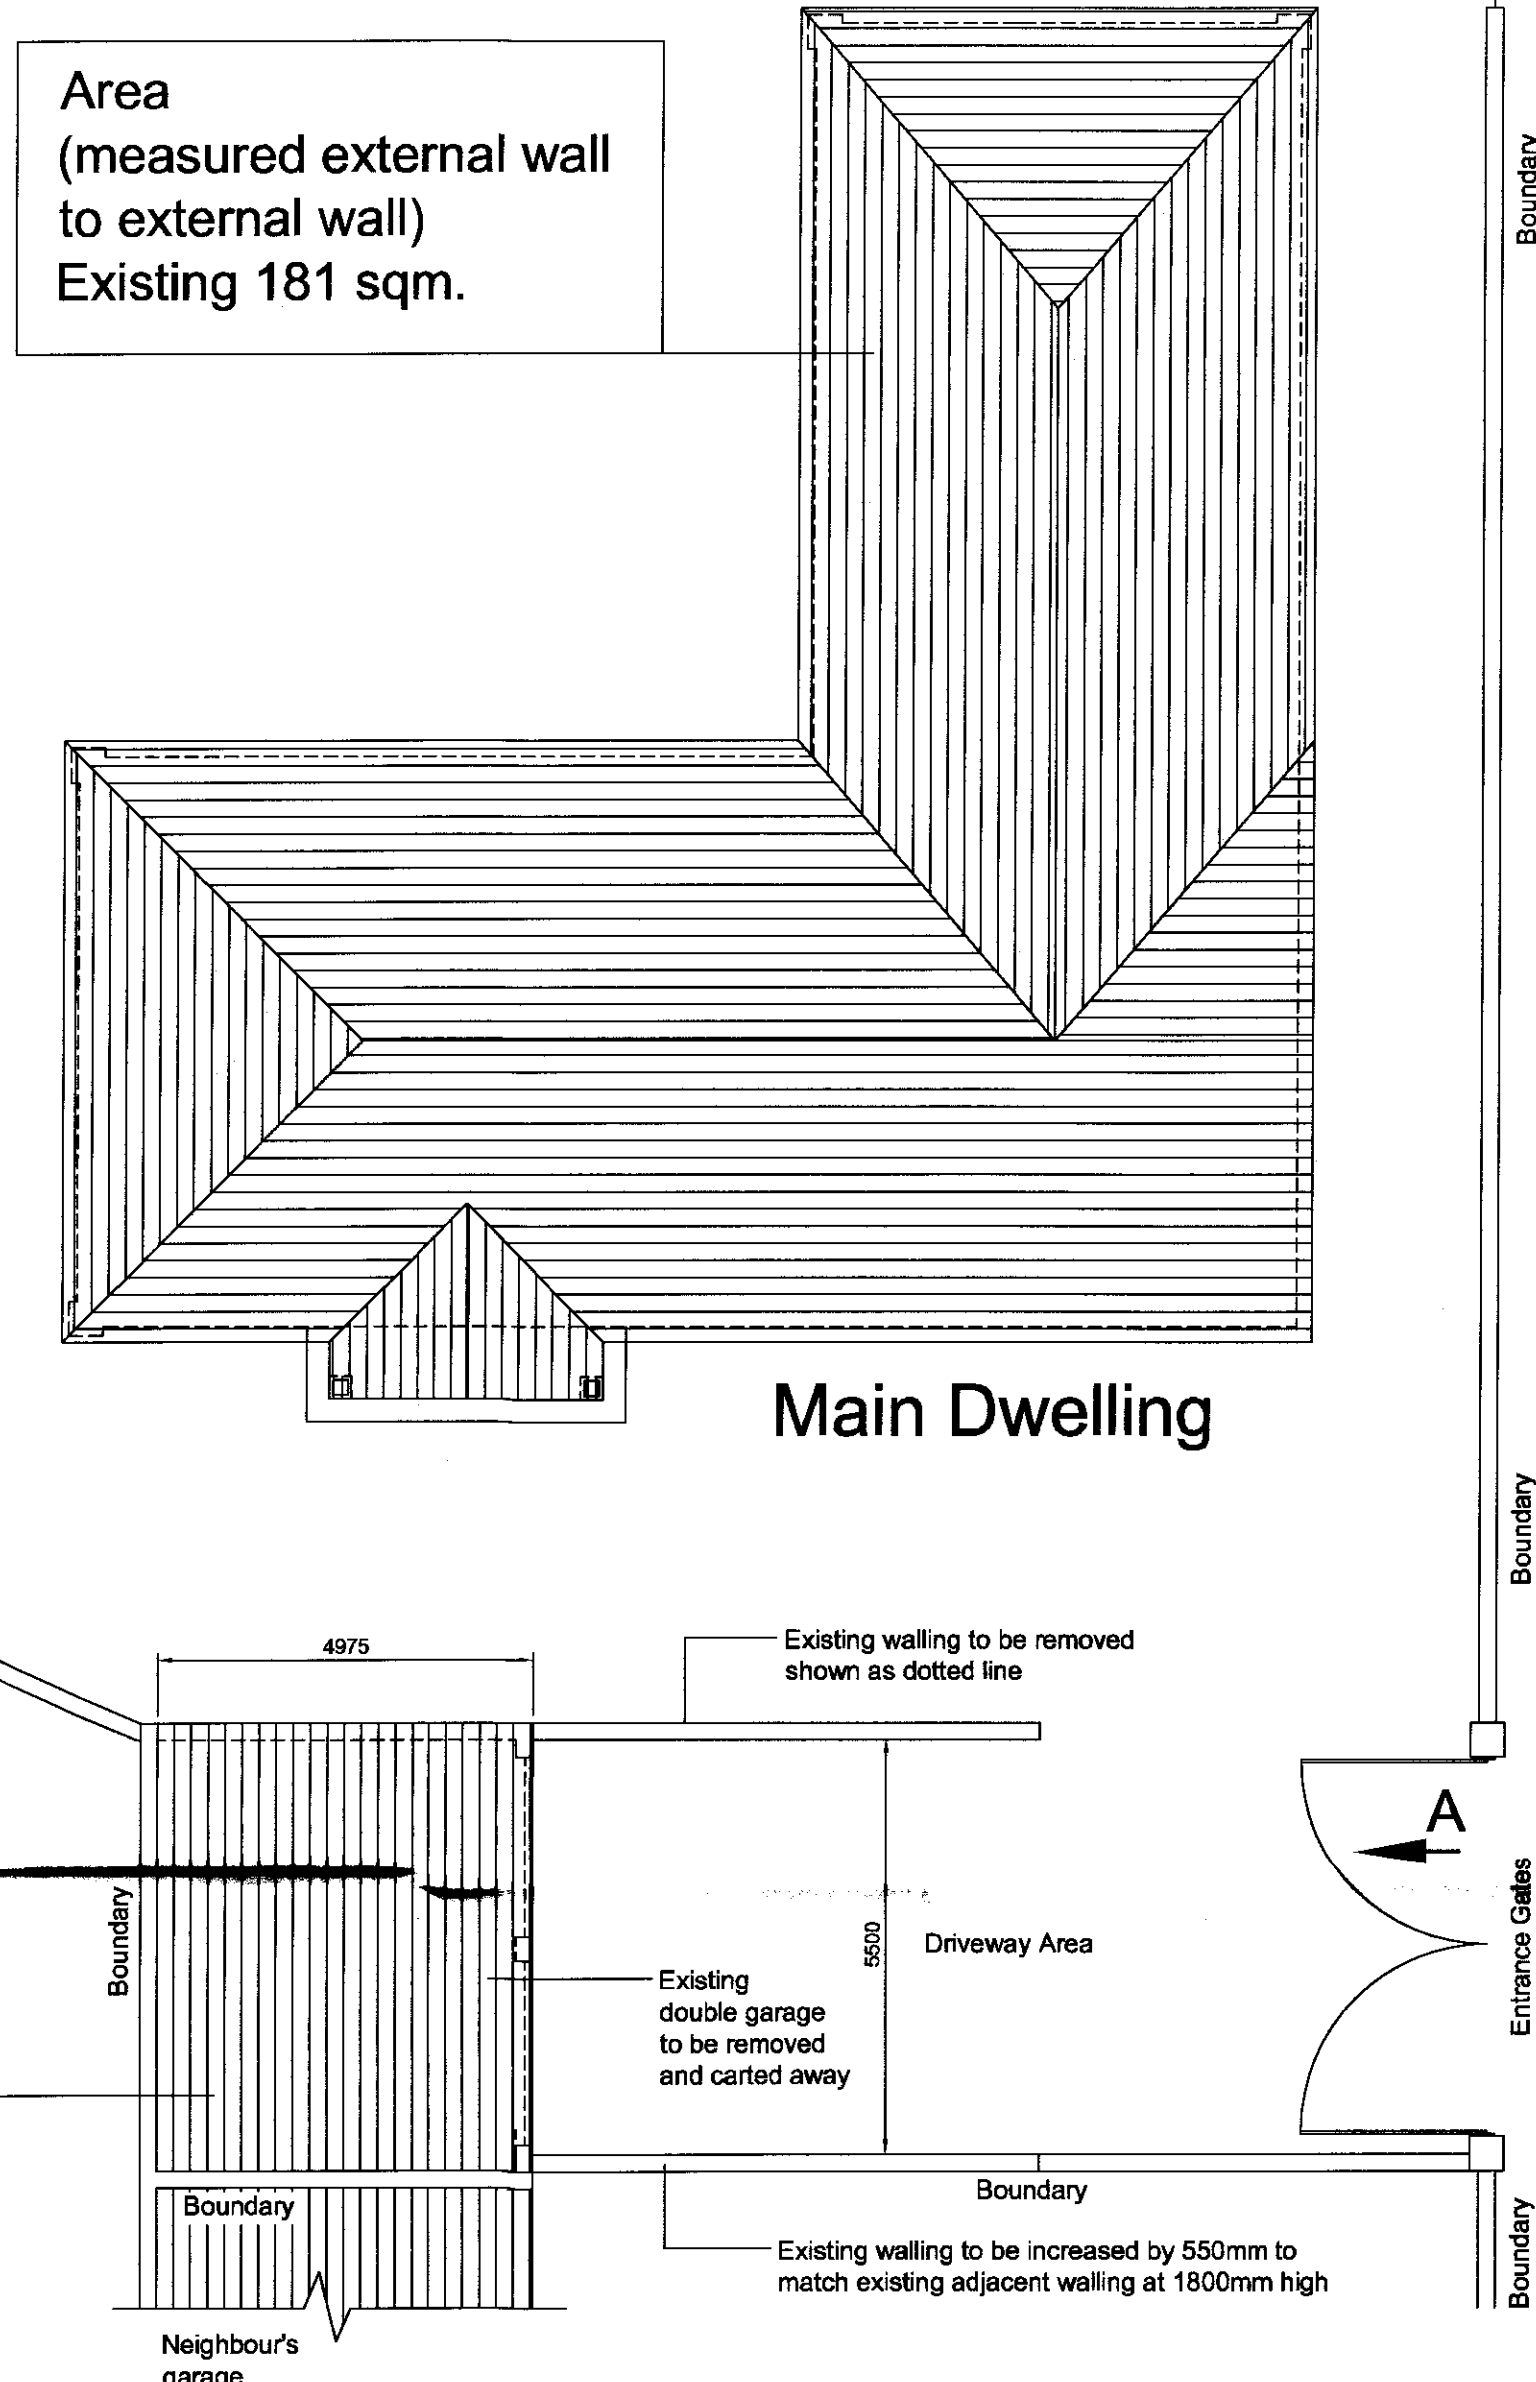 Area
(measured external wall
to external wall)
Existing 181 sqm.
Boundary
Main Dwelling
Boundary
4975
Existing walling to be removed
shown as dotted line
A
Boundary
5500
Driveway Area
Entrance Gates
Existing
double garage
to be removed
and carted away
Boundary
Boundary
Boundary
Existing walling to be increased by 550mm to
match existing adjacent walling at 1800mm high
Neighbour's
garage